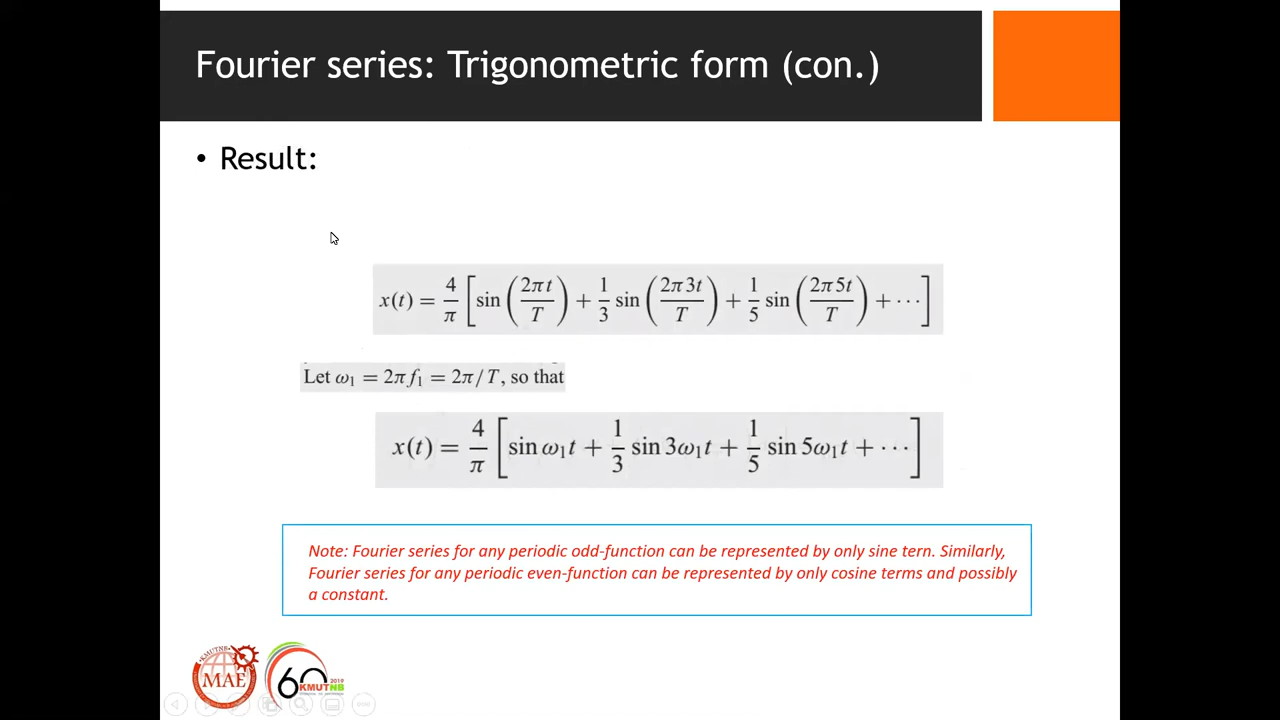 Fourier series: Trigonometric form (con.)
• Result:
x(t) = 4/π [sin (2πt/T) + 1/3 sin (2π3t/T) + 1/5 sin (2π5t/T) + ···]
Let ω₁ = 2πf₁ = 2π/T, so that
x(t) = 4/π [sin ω₁t + 1/3 sin 3ω₁t + 1/5 sin 5ω₁t + ···]
Note: Fourier series for any periodic odd-function can be represented by only sine tern. Similarly,
Fourier series for any periodic even-function can be represented by only cosine terms and possibly
a constant.
KMUTNB
MAE
60
2019
KMUTNB